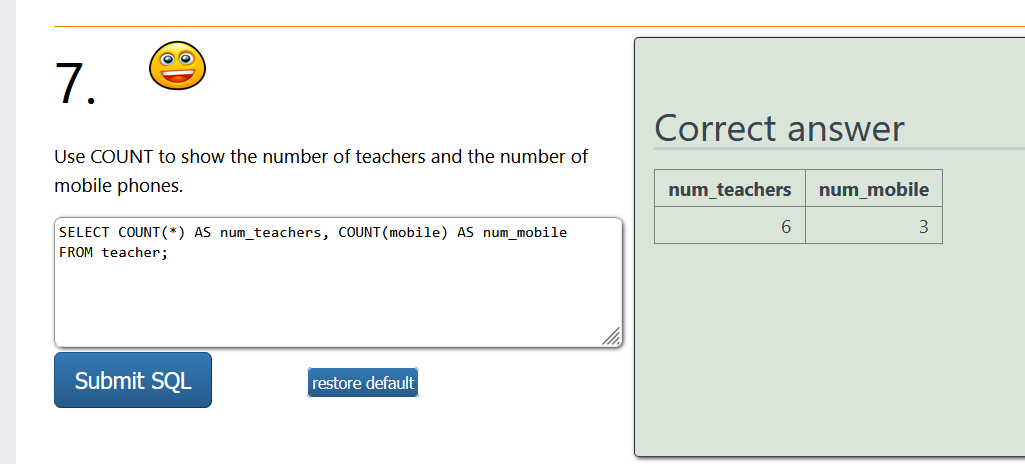 7.
Use COUNT to show the number of teachers and the number of
mobile phones.
SELECT COUNT(*) AS num_teachers, COUNT(mobile) AS num_mobile
FROM teacher;
Submit SQL
restore default
Correct answer
num_teachers num_mobile
6 3